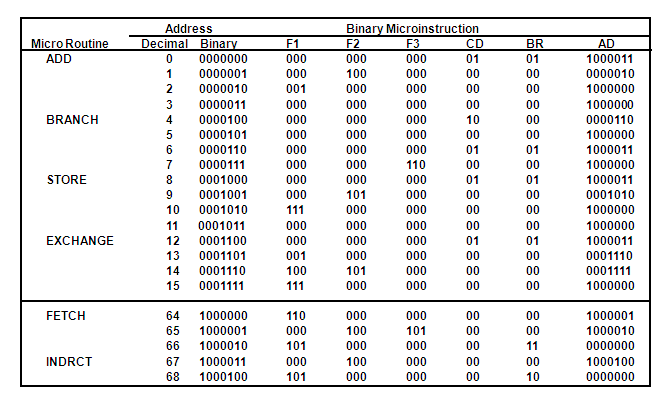 Address Binary Microinstruction
Micro Routine Decimal Binary F1 F2 F3 CD BR AD
ADD 0 0000000 000 000 000 01 01 1000011
1 0000001 000 100 000 00 00 0000010
2 0000010 001 000 000 00 00 1000000
3 0000011 000 000 000 00 00 1000000
BRANCH 4 0000100 000 000 000 10 00 0000110
5 0000101 000 000 000 00 00 1000000
6 0000110 000 000 000 01 01 1000011
7 0000111 000 000 110 00 00 1000000
STORE 8 0001000 000 000 000 01 01 1000011
9 0001001 000 101 000 00 00 0001010
10 0001010 111 000 000 00 00 1000000
11 0001011 000 000 000 00 00 1000000
EXCHANGE 12 0001100 000 000 000 01 01 1000011
13 0001101 001 000 000 00 00 0001110
14 0001110 100 101 000 00 00 0001111
15 0001111 111 000 000 00 00 1000000
FETCH 64 1000000 110 000 000 00 00 1000001
65 1000001 000 100 101 00 00 1000010
66 1000010 101 000 000 00 11 0000000
INDRCT 67 1000011 000 100 000 00 00 1000100
68 1000100 101 000 000 00 10 0000000